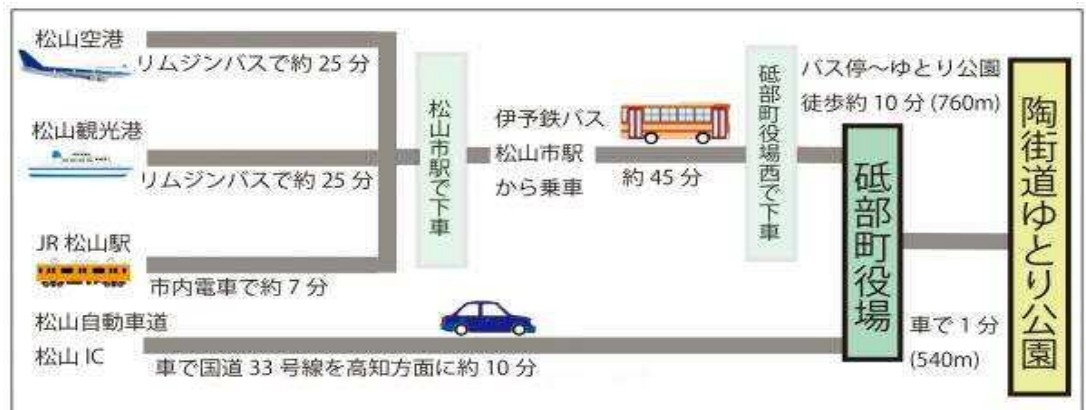 松山空港
リムジンバスで約 25 分
松山観光港
リムジンバスで約 25 分
JR 松山駅
市内電車で約 7 分
松山自動車道
松山 IC
車で国道 33 号線を高知方面に約 10 分
松山市駅で下車
伊予鉄バス
松山市駅
から乗車
約 45 分
砥部町役場西で下車
バス停～ゆとり公園
徒歩約 10 分 (760m)
砥部町役場
車で 1 分
(540m)
陶街道ゆとり公園